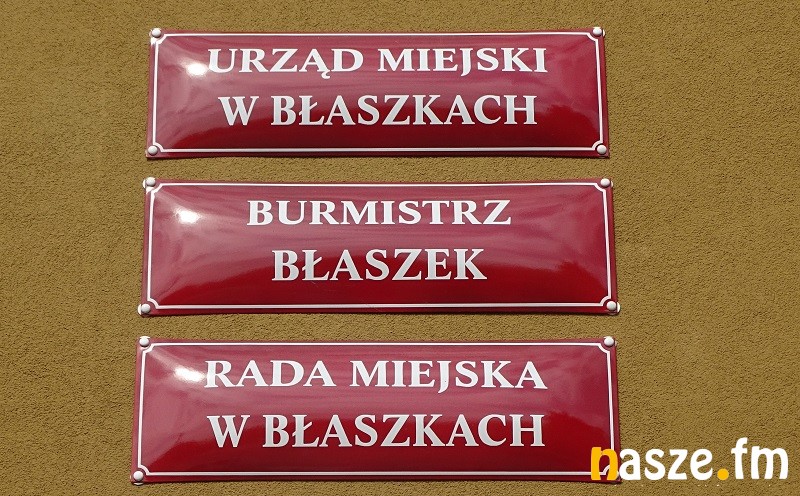 URZĄD MIEJSKI
W BŁASZKACH
BURMISTRZ
BŁASZEK
RADA MIEJSKA
W BŁASZKACH
nasze.fm